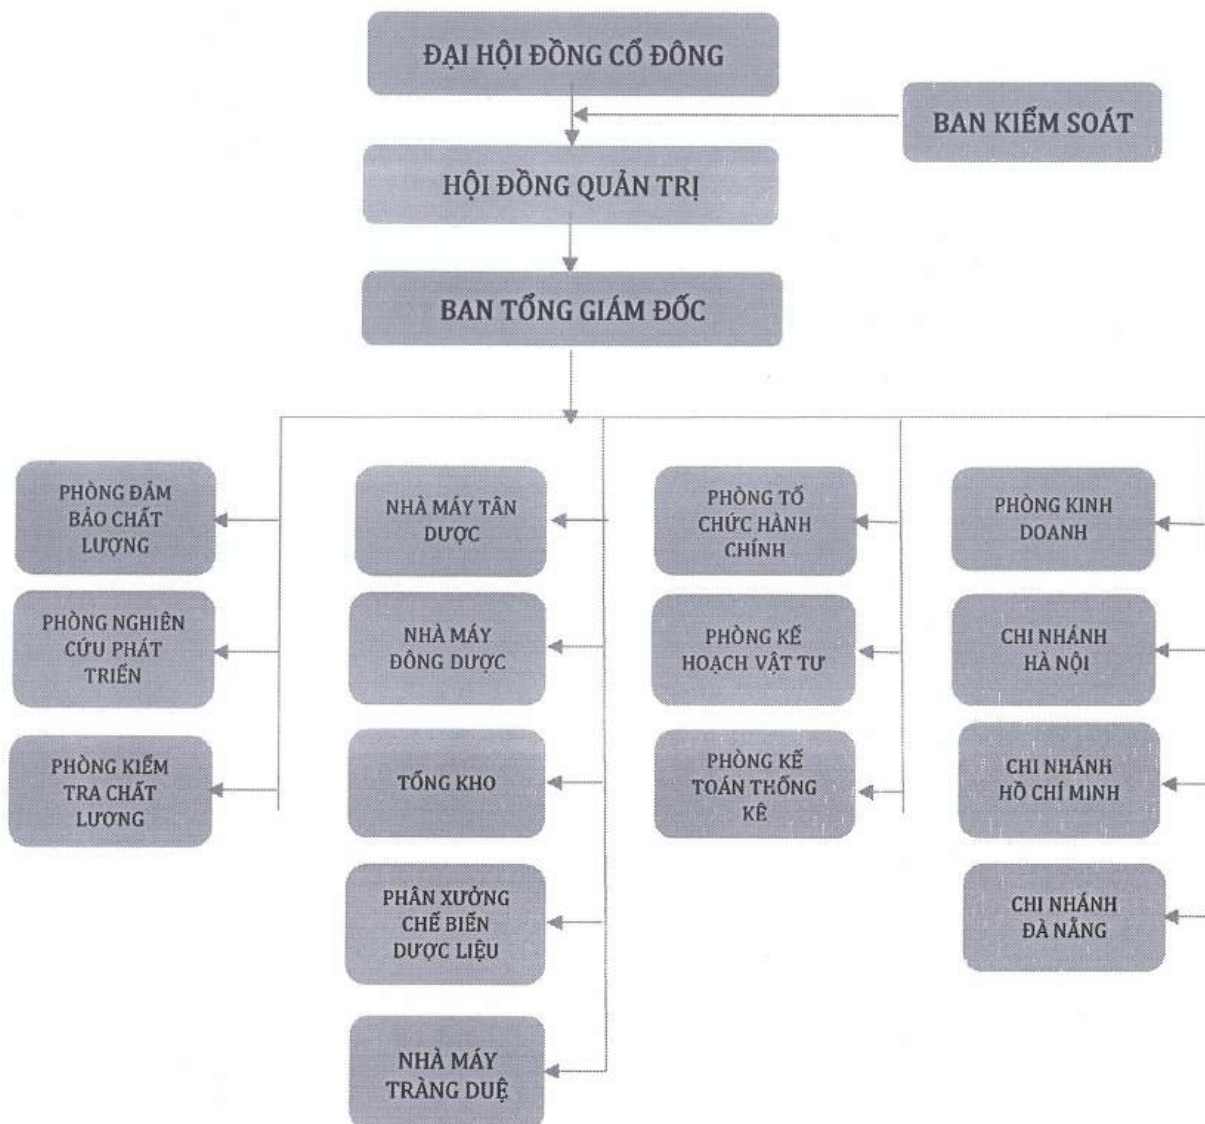 ĐẠI HỘI ĐỒNG CỔ ĐÔNG
BAN KIỂM SOÁT
HỘI ĐỒNG QUẢN TRỊ
BAN TỔNG GIÁM ĐỐC
PHÒNG ĐẢM
BẢO CHẤT
LƯỢNG
PHÒNG NGHIÊN
CỨU PHÁT
TRIỂN
PHÒNG KIỂM
TRA CHẤT
LƯƠNG
NHÀ MÁY TÂN
DƯỢC
NHÀ MÁY
ĐÔNG DƯỢC
TỔNG KHO
PHÂN XƯỞNG
CHẾ BIẾN
DƯỢC LIỆU
NHÀ MÁY
TRÀNG DUỆ
PHÒNG TỔ
CHỨC HÀNH
CHÍNH
PHÒNG KẾ
HOẠCH VẬT TƯ
PHÒNG KẾ
TOÁN THỐNG
KÊ
PHÒNG KINH
DOANH
CHI NHÁNH
HÀ NỘI
CHI NHÁNH
HỒ CHÍ MINH
CHI NHÁNH
ĐÀ NẴNG